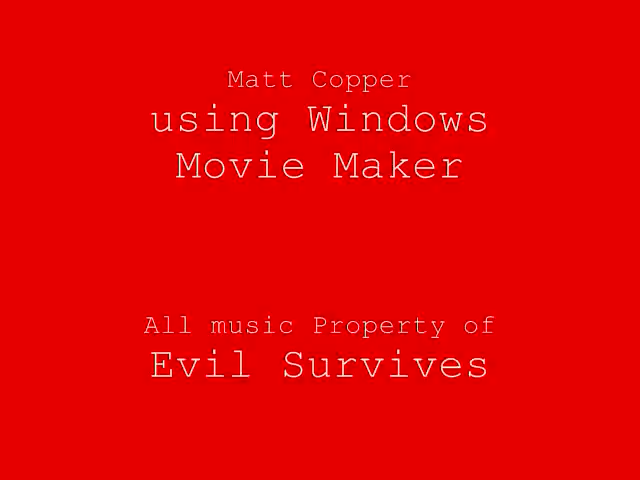 Matt Copper
using Windows
Movie Maker
All music Property of
Evil Survives